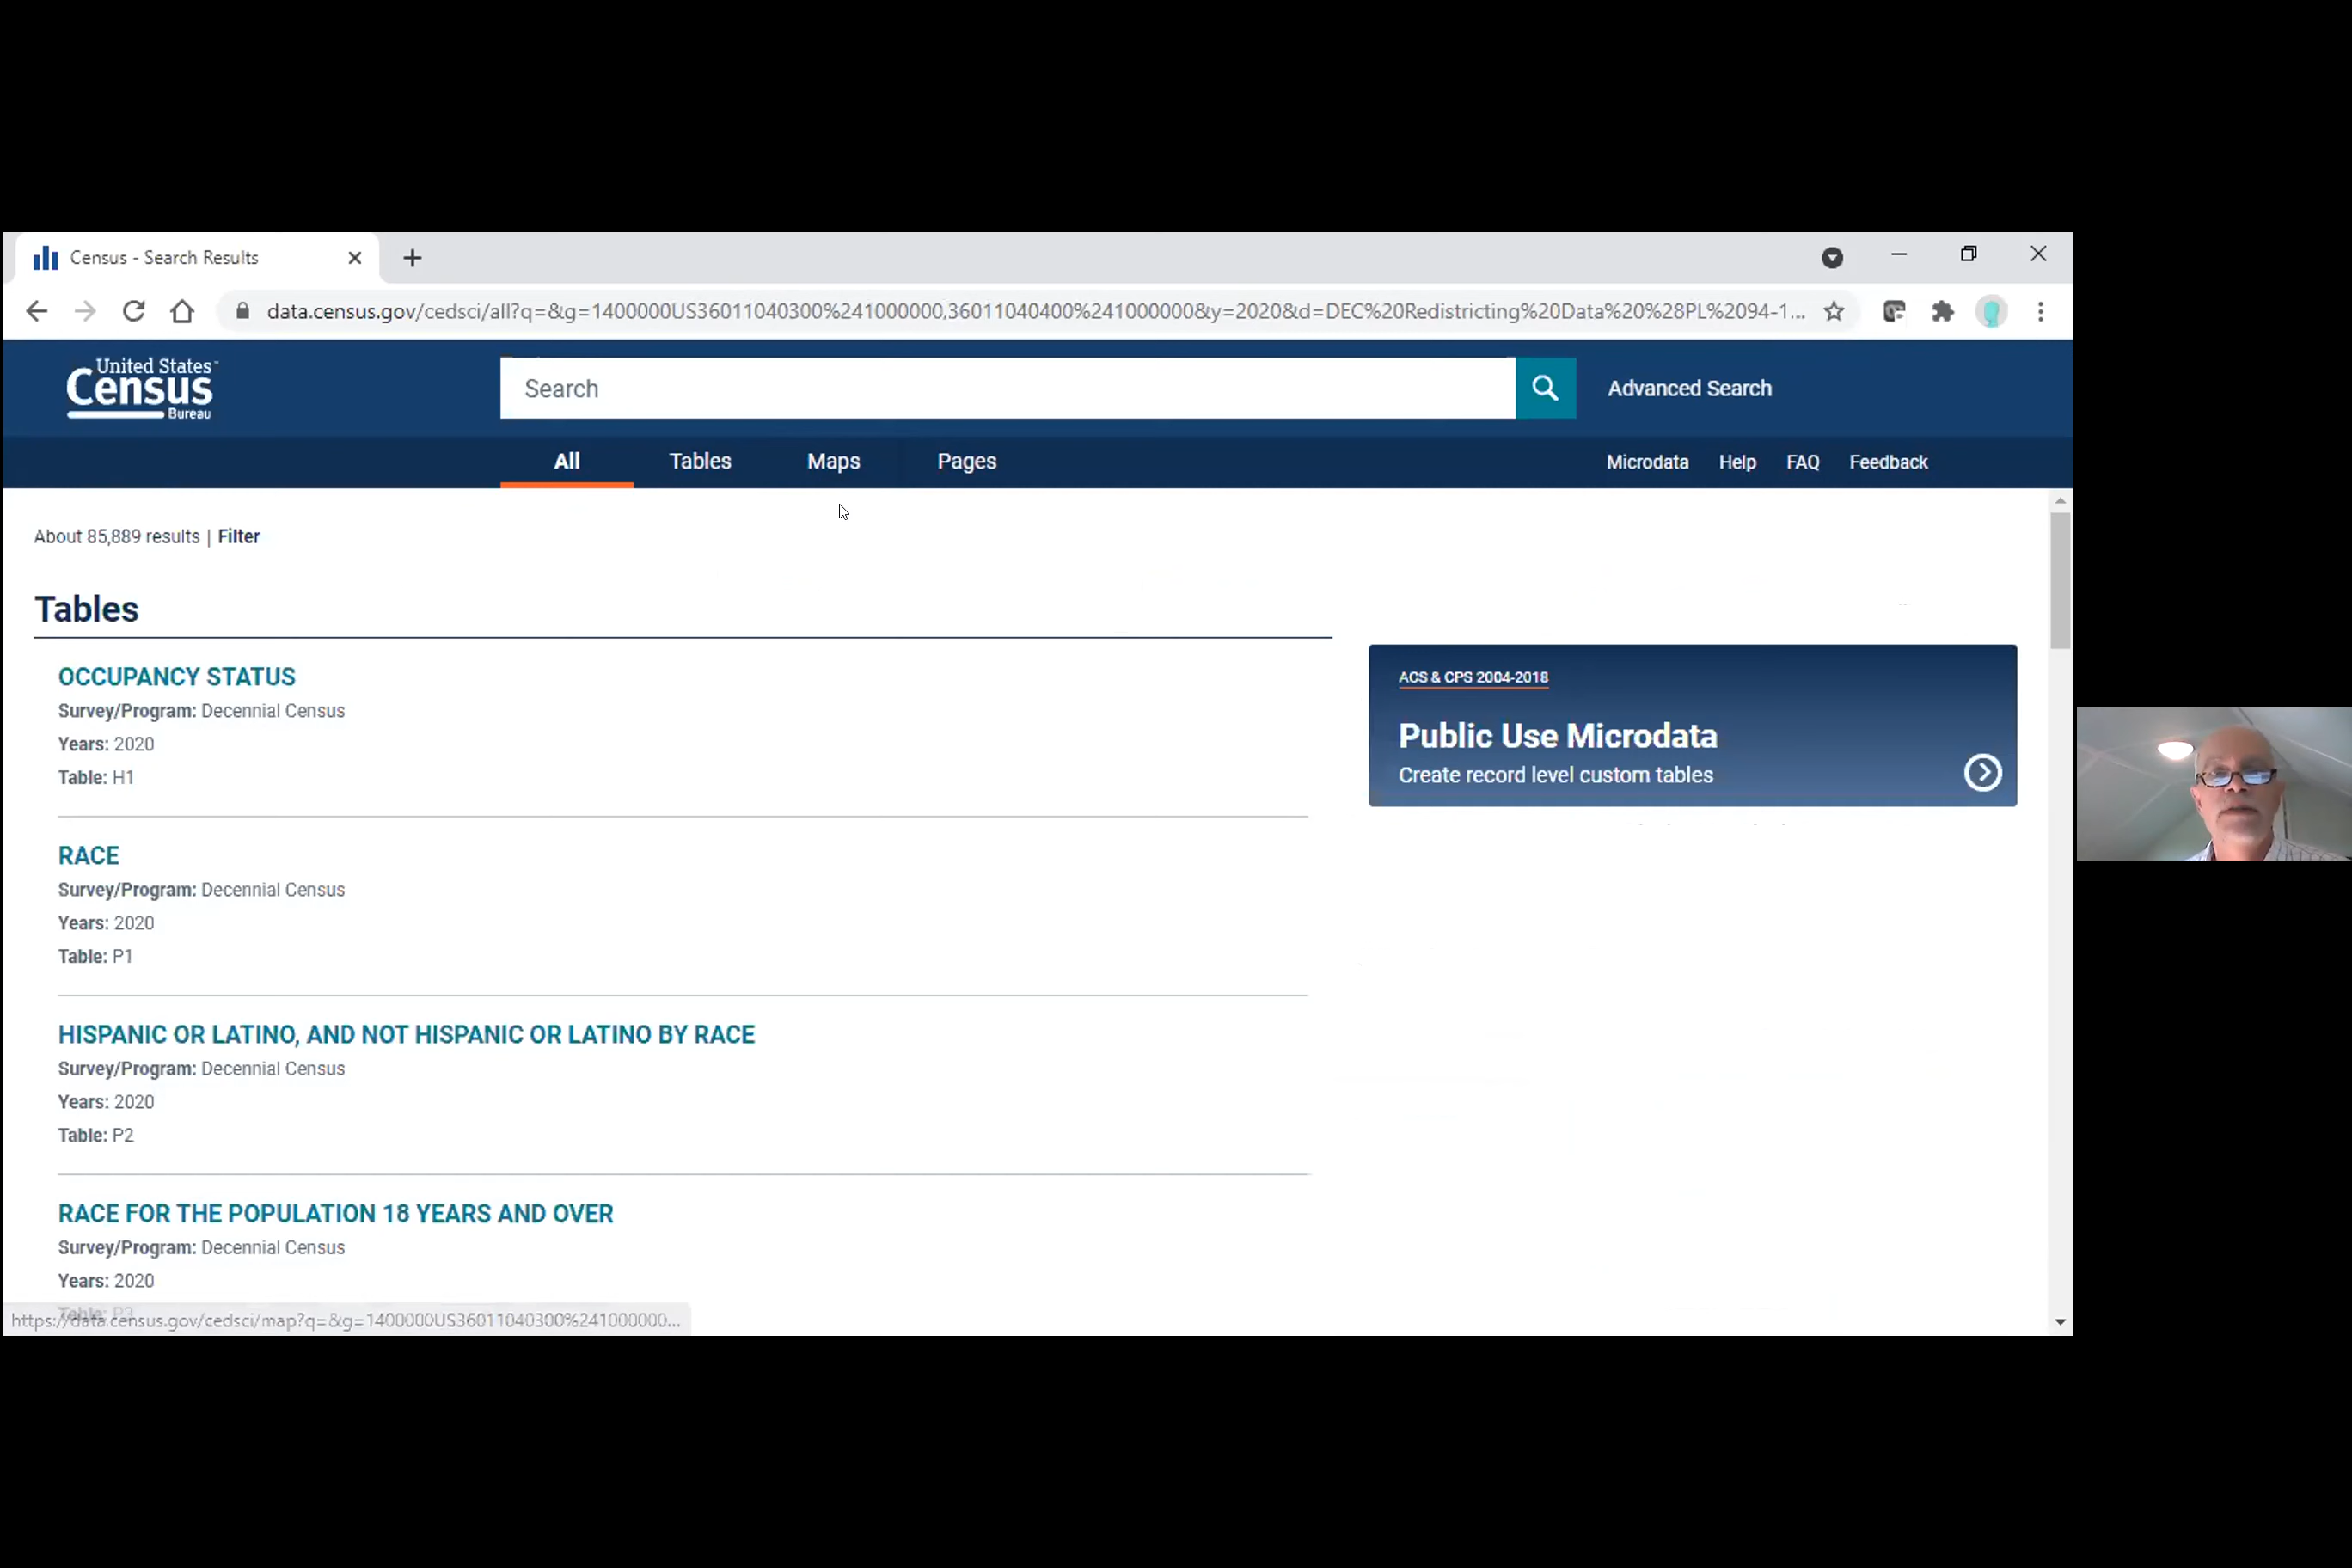 Census - Search Results
data.census.gov/cedsci/all?q=&g=1400000US36011040300%241000000,36011040400%241000000&y=2020&d=DEC%20Redistricting%20Data%20%28PL%2094-1...
United States™
Census
Bureau
Search
Advanced Search
All Tables Maps Pages
Microdata Help FAQ Feedback
About 85,889 results | Filter
Tables
OCCUPANCY STATUS
Survey/Program: Decennial Census
Years: 2020
Table: H1
ACS & CPS 2004-2018
Public Use Microdata
Create record level custom tables
RACE
Survey/Program: Decennial Census
Years: 2020
Table: P1
HISPANIC OR LATINO, AND NOT HISPANIC OR LATINO BY RACE
Survey/Program: Decennial Census
Years: 2020
Table: P2
RACE FOR THE POPULATION 18 YEARS AND OVER
Survey/Program: Decennial Census
Years: 2020
Table: P3
https://data.census.gov/cedsci/map?q=&g=1400000US36011040300%241000000...